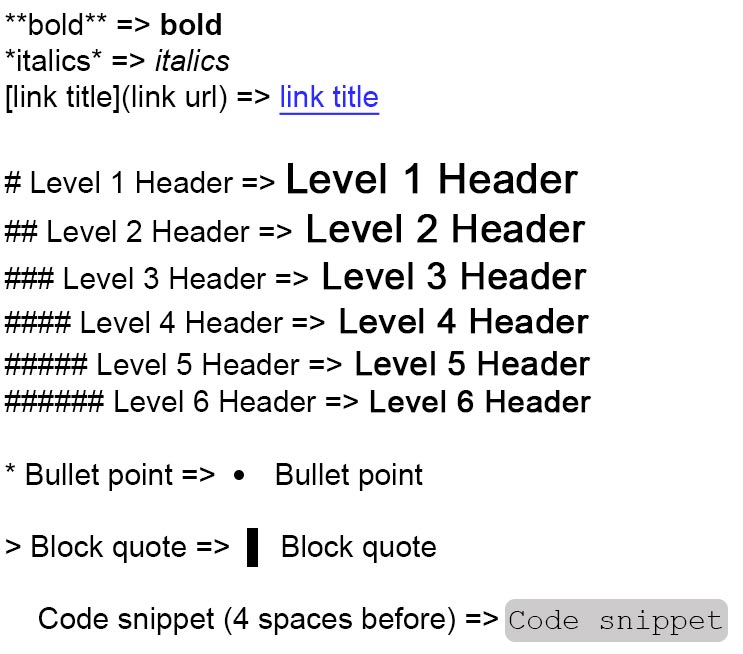 **bold** => bold
*italics* => italics
[link title](link url) => link title
# Level 1 Header => Level 1 Header
## Level 2 Header => Level 2 Header
### Level 3 Header => Level 3 Header
#### Level 4 Header => Level 4 Header
##### Level 5 Header => Level 5 Header
###### Level 6 Header => Level 6 Header
* Bullet point => • Bullet point
> Block quote => Block quote
Code snippet (4 spaces before) => Code snippet